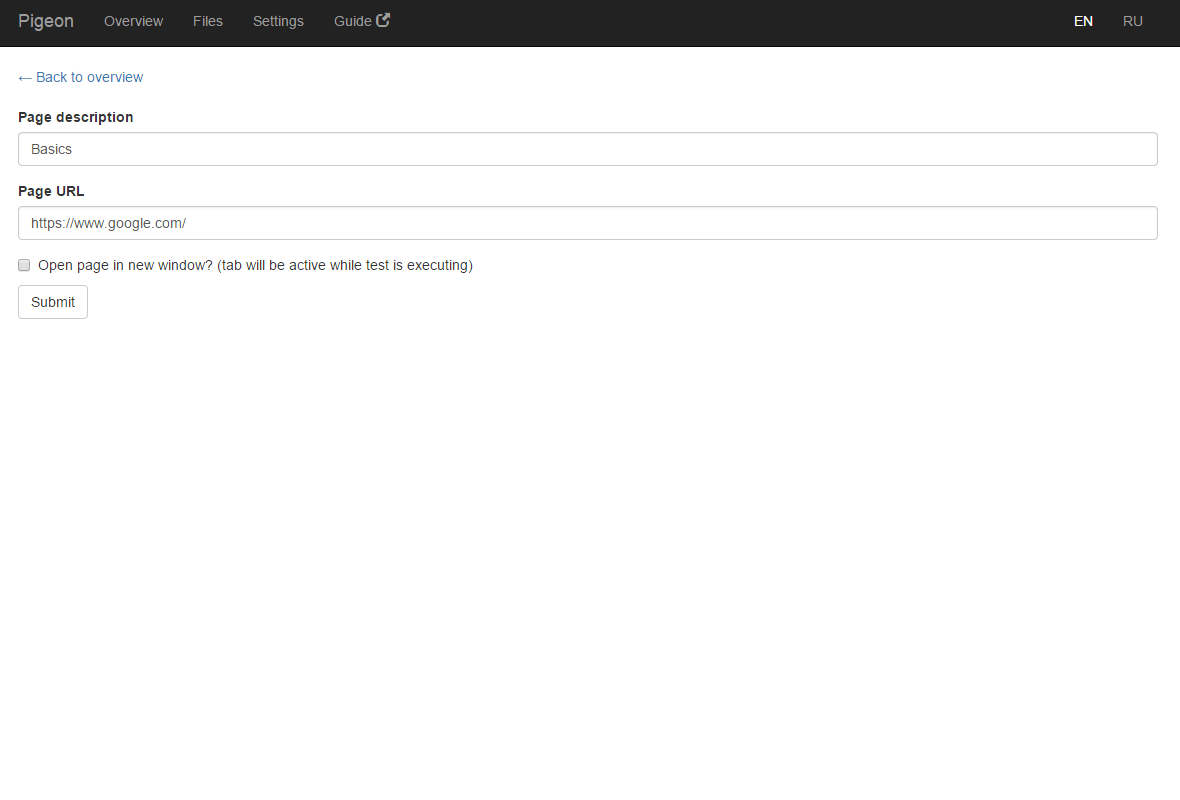 Pigeon Overview Files Settings Guide EN RU
← Back to overview
Page description
Basics
Page URL
https://www.google.com/
Open page in new window? (tab will be active while test is executing)
Submit